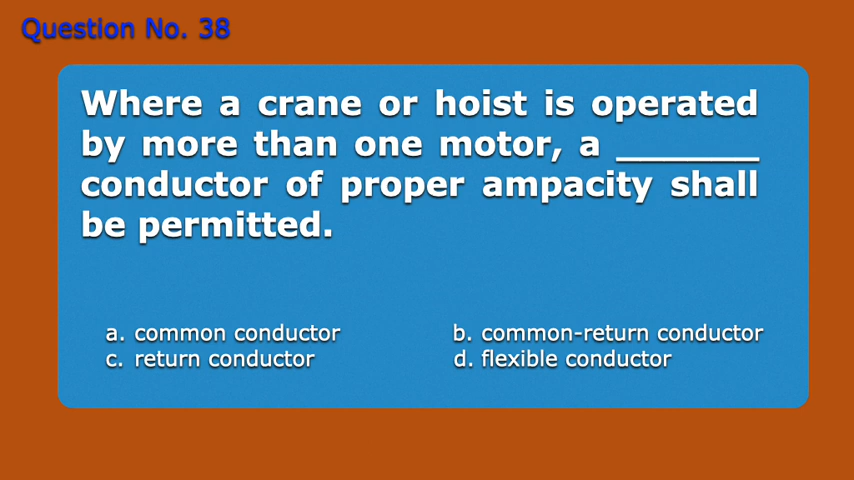 Question No. 38
Where a crane or hoist is operated
by more than one motor, a _______
conductor of proper ampacity shall
be permitted.
a. common conductor
b. common-return conductor
c. return conductor
d. flexible conductor